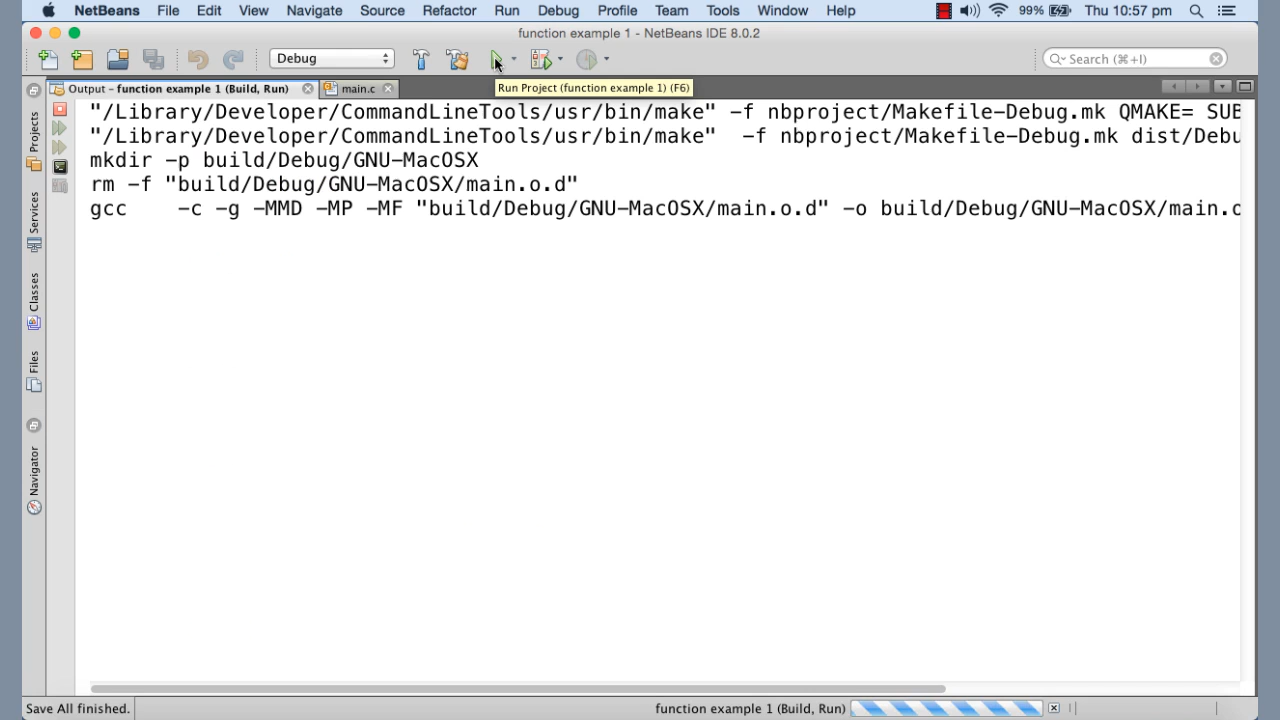 NetBeans File Edit View Navigate Source Refactor Run Debug Profile Team Tools Window Help 99% Thu 10:57 pm
function example 1 - NetBeans IDE 8.0.2
Debug
Search (⌘+I)
Output - function example 1 (Build, Run) main.c
Run Project (function example 1) (F6)
"/Library/Developer/CommandLineTools/usr/bin/make" -f nbproject/Makefile-Debug.mk QMAKE= SUB
"/Library/Developer/CommandLineTools/usr/bin/make"  -f nbproject/Makefile-Debug.mk dist/Debu
mkdir -p build/Debug/GNU-MacOSX
rm -f "build/Debug/GNU-MacOSX/main.o.d"
gcc    -c -g -MMD -MP -MF "build/Debug/GNU-MacOSX/main.o.d" -o build/Debug/GNU-MacOSX/main.o
Projects
Services
Classes
Files
Navigator
Save All finished.
function example 1 (Build, Run)